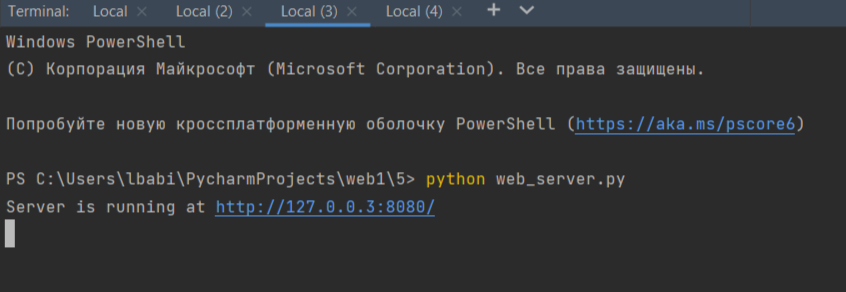 Terminal: Local × Local (2) × Local (3) × Local (4) × +
Windows PowerShell
(C) Корпорация Майкрософт (Microsoft Corporation). Все права защищены.
Попробуйте новую кроссплатформенную оболочку PowerShell (https://aka.ms/pscore6)
PS C:\Users\lbabi\PycharmProjects\web1\5> python web_server.py
Server is running at http://127.0.0.3:8080/